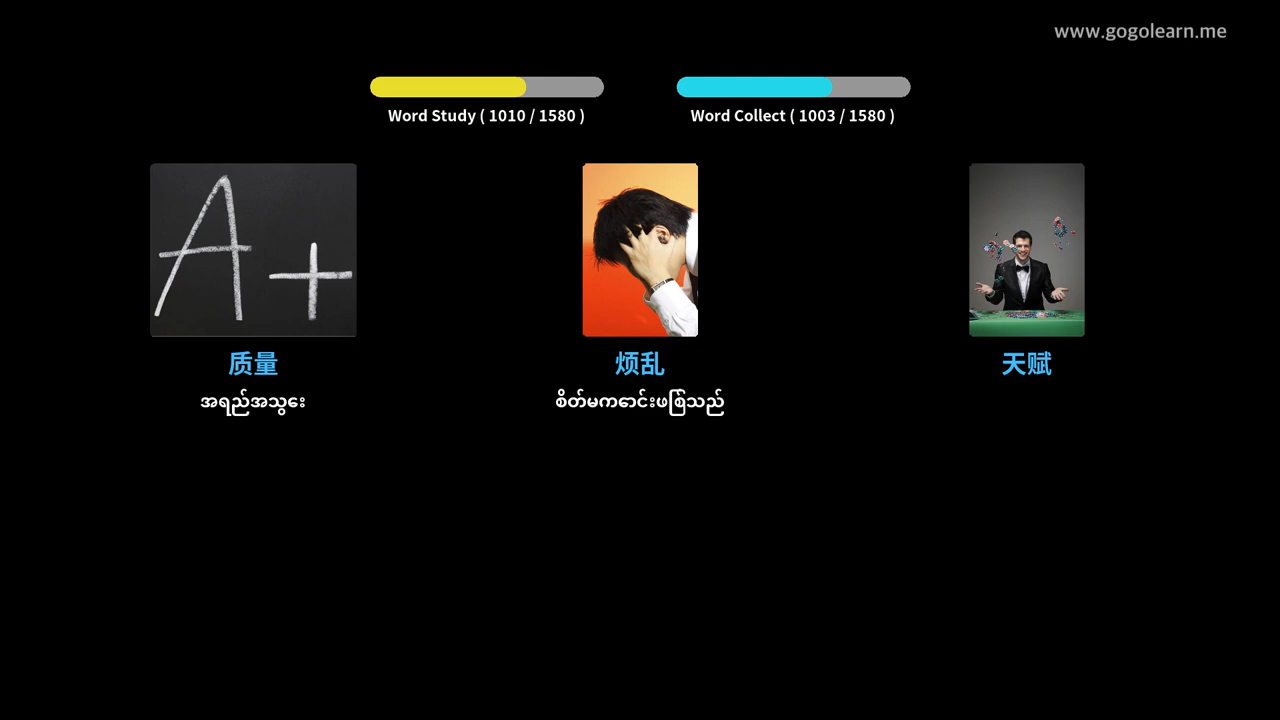 www.gogolearn.me
Word Study ( 1010 / 1580 )
Word Collect ( 1003 / 1580 )
A+
质量
烦乱
天赋
အရည်အသွေး
စိတ်မကောင်းဖြစ်သည်